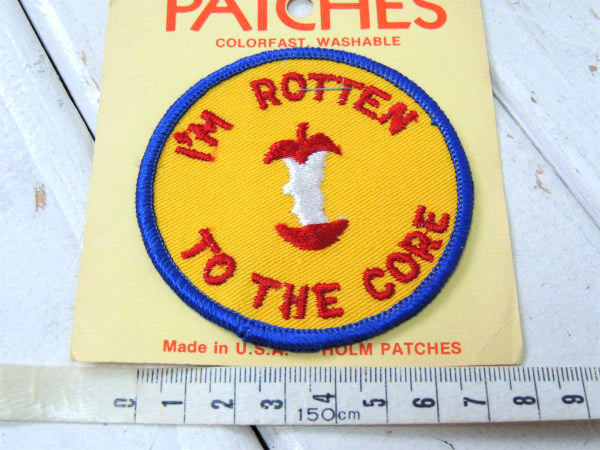 PATCHES
COLORFAST, WASHABLE
I'M ROTTEN
TO THE CORE
Made in U.S.A. HOLM PATCHES
0 1 2 3 4 5 6 7 8 9
150cm